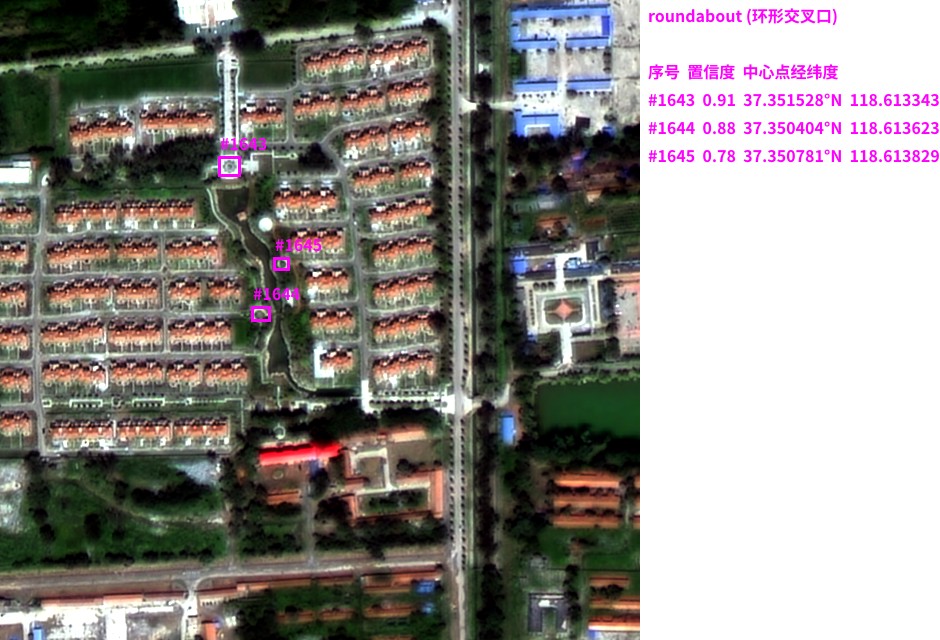 roundabout (环形交叉口)
序号 置信度 中心点经纬度
#1643 0.91 37.351528°N 118.613343
#1644 0.88 37.350404°N 118.613623
#1645 0.78 37.350781°N 118.613829
#1643
#1645
#1644